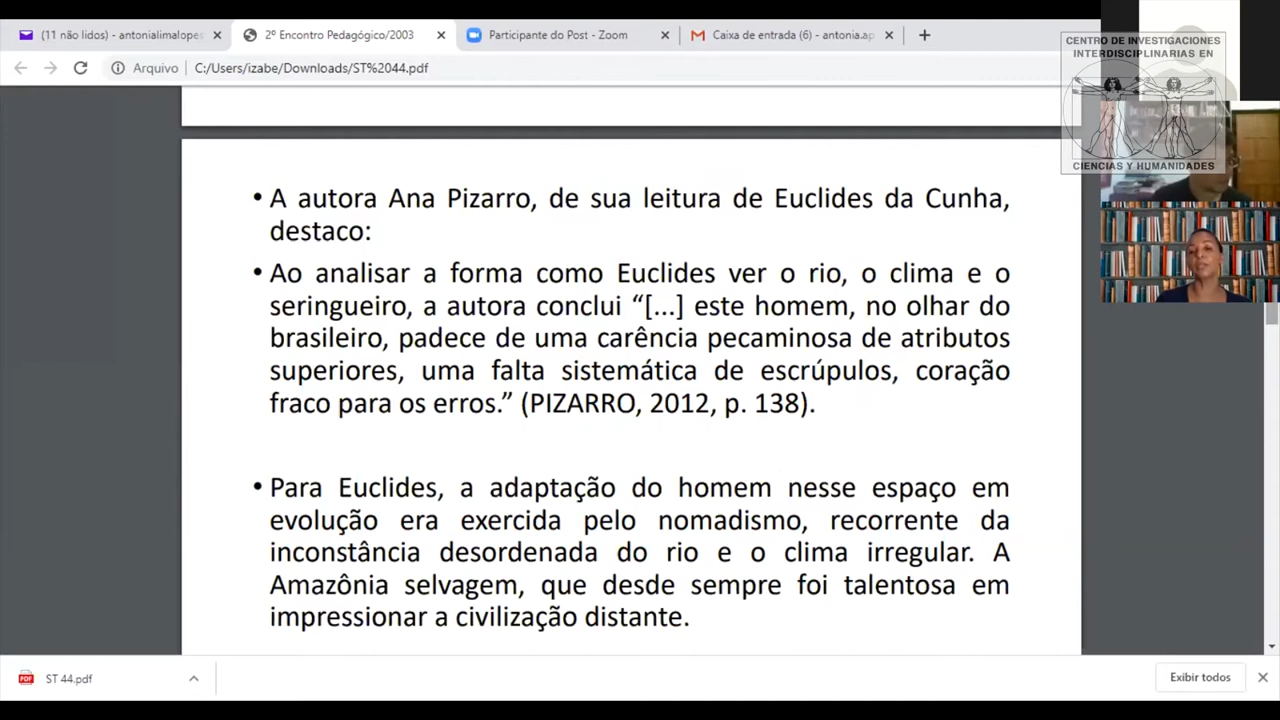 (11 não lidos) - antonialimalopes
2º Encontro Pedagógico/2003
Participante do Post - Zoom
Caixa de entrada (6) - antonia.ap
Arquivo
C:/Users/izabe/Downloads/ST%2044.pdf
CENTRO DE INVESTIGACIONES
INTERDISCIPLINARIAS EN
CIENCIAS Y HUMANIDADES
• A autora Ana Pizarro, de sua leitura de Euclides da Cunha,
destaco:
• Ao analisar a forma como Euclides ver o rio, o clima e o
seringueiro, a autora conclui “[...] este homem, no olhar do
brasileiro, padece de uma carência pecaminosa de atributos
superiores, uma falta sistemática de escrúpulos, coração
fraco para os erros.” (PIZARRO, 2012, p. 138).
• Para Euclides, a adaptação do homem nesse espaço em
evolução era exercida pelo nomadismo, recorrente da
inconstância desordenada do rio e o clima irregular. A
Amazônia selvagem, que desde sempre foi talentosa em
impressionar a civilização distante.
PDF
ST 44.pdf
Exibir todos